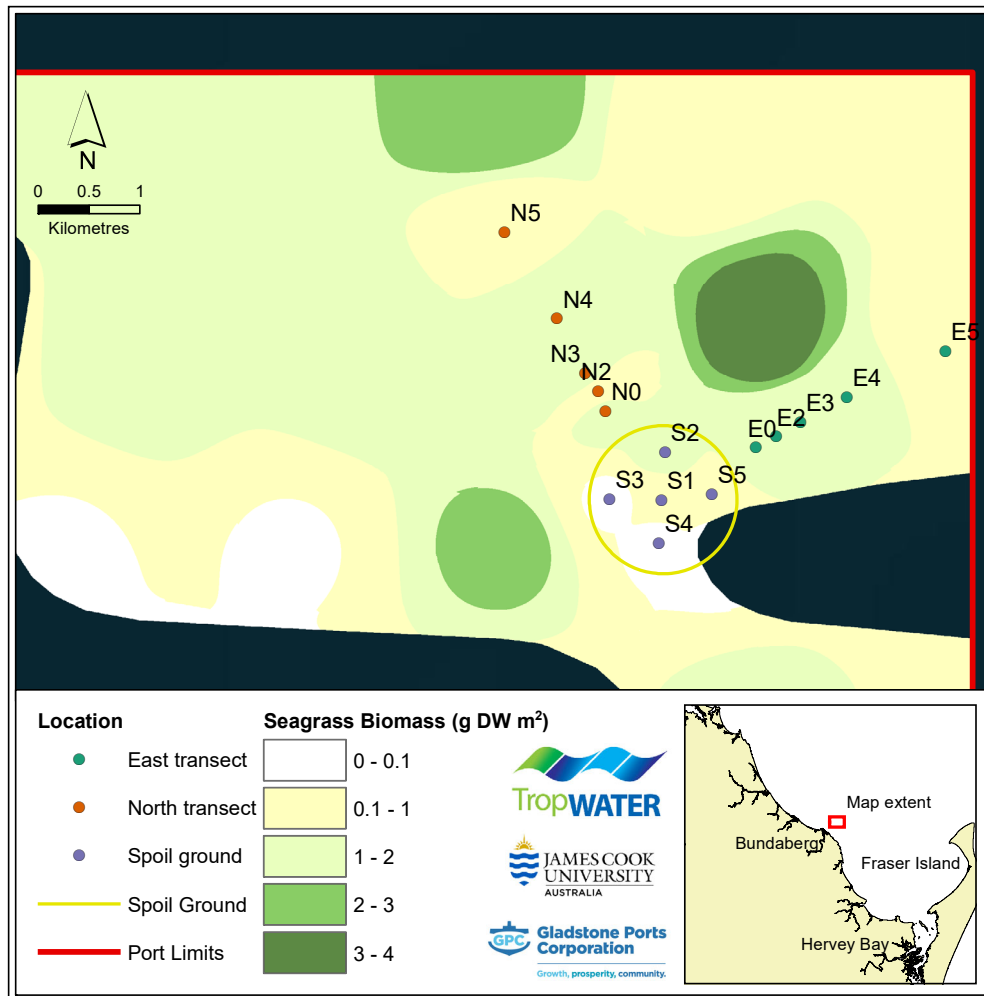 N
0 0.5 1
Kilometres
N5
N4
N3
N2
N0
E5
E4
E3
E2
E0
S2
S3
S1
S5
S4
Location
East transect
North transect
Spoil ground
Spoil Ground
Port Limits
Seagrass Biomass (g DW m²)
0 - 0.1
0.1 - 1
1 - 2
2 - 3
3 - 4
TropWATER
JAMES COOK
UNIVERSITY
AUSTRALIA
GPC
Gladstone Ports
Corporation
Growth, prosperity, community.
Map extent
Bundaberg
Fraser Island
Hervey Bay